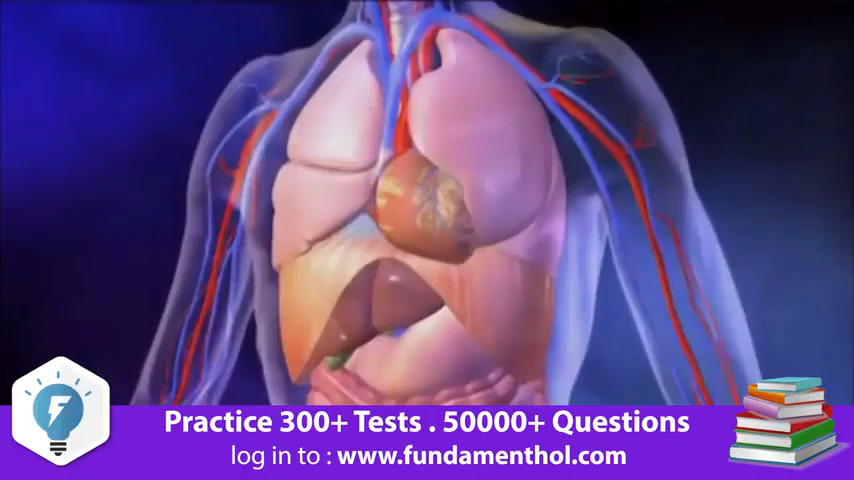 Practice 300+ Tests . 50000+ Questions
log in to : www.fundamenthol.com